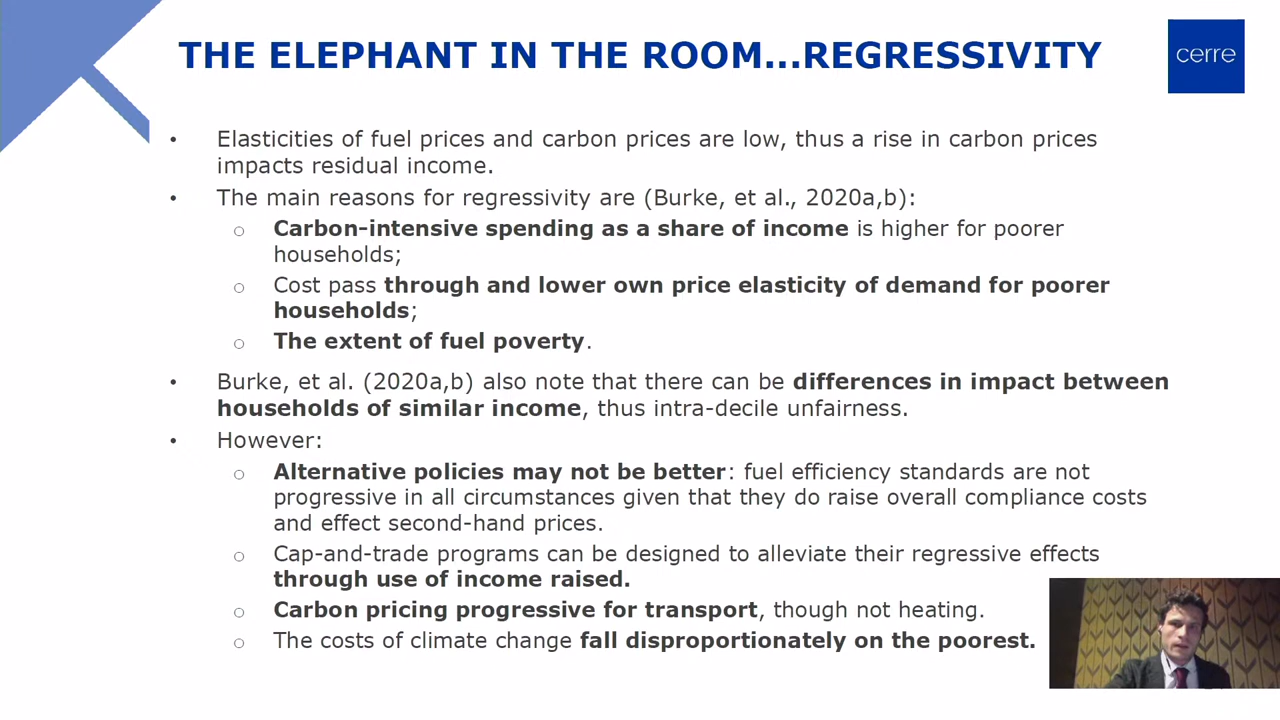 THE ELEPHANT IN THE ROOM...REGRESSIVITY
cerre
• Elasticities of fuel prices and carbon prices are low, thus a rise in carbon prices
impacts residual income.
• The main reasons for regressivity are (Burke, et al., 2020a,b):
○ Carbon-intensive spending as a share of income is higher for poorer
households;
○ Cost pass through and lower own price elasticity of demand for poorer
households;
○ The extent of fuel poverty.
• Burke, et al. (2020a,b) also note that there can be differences in impact between
households of similar income, thus intra-decile unfairness.
• However:
○ Alternative policies may not be better: fuel efficiency standards are not
progressive in all circumstances given that they do raise overall compliance costs
and effect second-hand prices.
○ Cap-and-trade programs can be designed to alleviate their regressive effects
through use of income raised.
○ Carbon pricing progressive for transport, though not heating.
○ The costs of climate change fall disproportionately on the poorest.